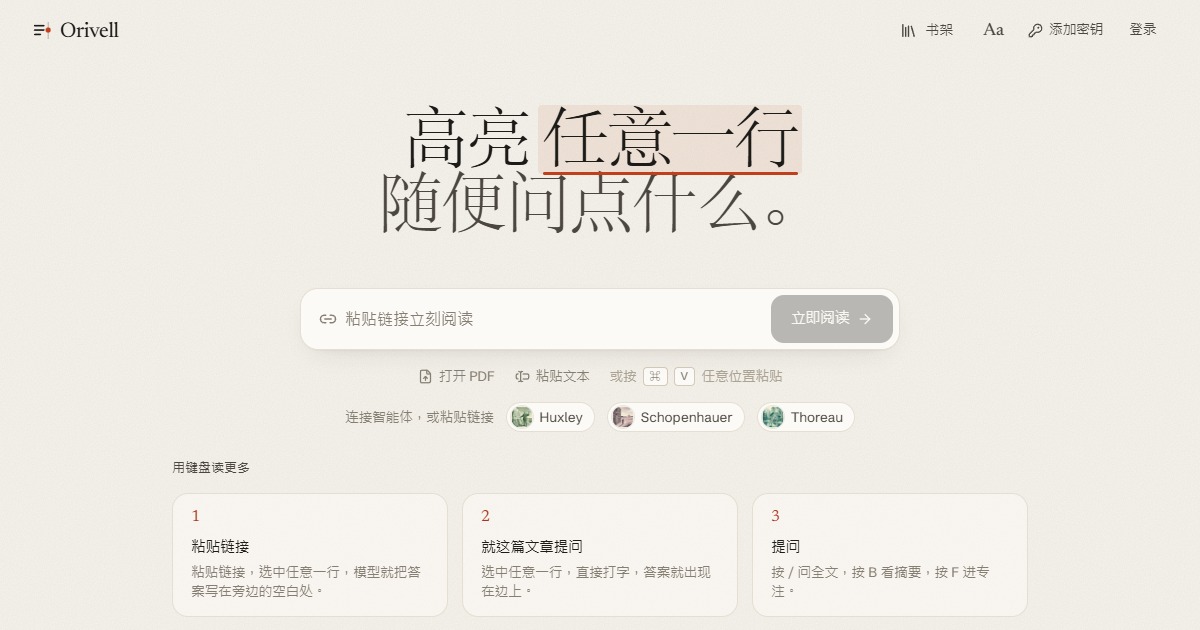 Orivell
书架
Aa
添加密钥
登录
高亮 任意一行
随便问点什么。
粘贴链接立刻阅读
立即阅读 →
打开 PDF
粘贴文本
或按 ⌘ V 任意位置粘贴
连接智能体，或粘贴链接
Huxley
Schopenhauer
Thoreau
用键盘读更多
1
粘贴链接
粘贴链接，选中任意一行，模型就把答
案写在旁边的空白处。
2
就这篇文章提问
选中任意一行，直接打字，答案就出现
在边上。
3
提问
按 / 问全文，按 B 看摘要，按 F 进专
注。